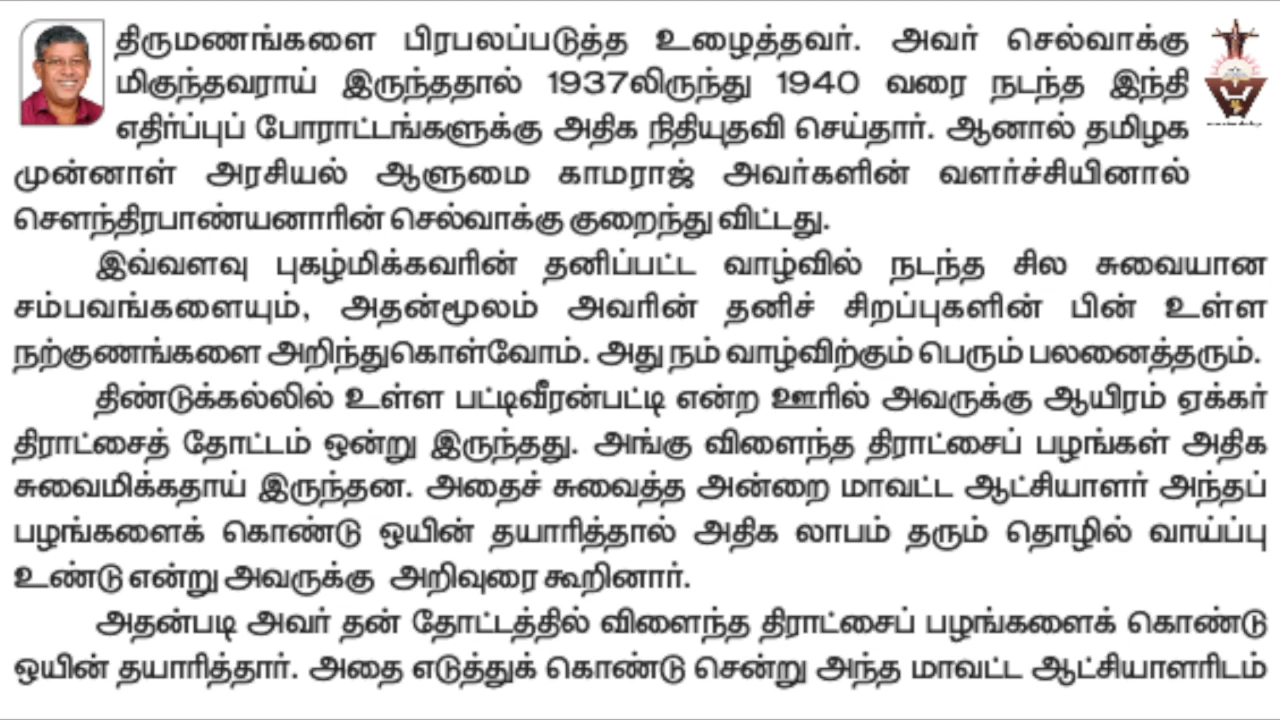 திருமணங்களை பிரபலப்படுத்த உழைத்தவர். அவர் செல்வாக்கு
மிகுந்தவராய் இருந்ததால் 1937லிருந்து 1940 வரை நடந்த இந்தி
எதிர்ப்புப் போராட்டங்களுக்கு அதிக நிதியுதவி செய்தார். ஆனால் தமிழக
முன்னாள் அரசியல் ஆளுமை காமராஜ் அவர்களின் வளர்ச்சியினால்
சௌந்திரபாண்யனாரின் செல்வாக்கு குறைந்து விட்டது.
இவ்வளவு புகழ்மிக்கவரின் தனிப்பட்ட வாழ்வில் நடந்த சில சுவையான
சம்பவங்களையும், அதன்மூலம் அவரின் தனிச் சிறப்புகளின் பின் உள்ள
நற்குணங்களை அறிந்துகொள்வோம். அது நம் வாழ்விற்கும் பெரும் பலனைத்தரும்.
திண்டுக்கல்லில் உள்ள பட்டிவீரன்பட்டி என்ற ஊரில் அவருக்கு ஆயிரம் ஏக்கர்
திராட்சைத் தோட்டம் ஒன்று இருந்தது. அங்கு விளைந்த திராட்சைப் பழங்கள் அதிக
சுவைமிக்கதாய் இருந்தன. அதைச் சுவைத்த அன்றை மாவட்ட ஆட்சியாளர் அந்தப்
பழங்களைக் கொண்டு ஒயின் தயாரித்தால் அதிக லாபம் தரும் தொழில் வாய்ப்பு
உண்டு என்று அவருக்கு அறிவுரை கூறினார்.
அதன்படி அவர் தன் தோட்டத்தில் விளைந்த திராட்சைப் பழங்களைக் கொண்டு
ஒயின் தயாரித்தார். அதை எடுத்துக் கொண்டு சென்று அந்த மாவட்ட ஆட்சியாளரிடம்